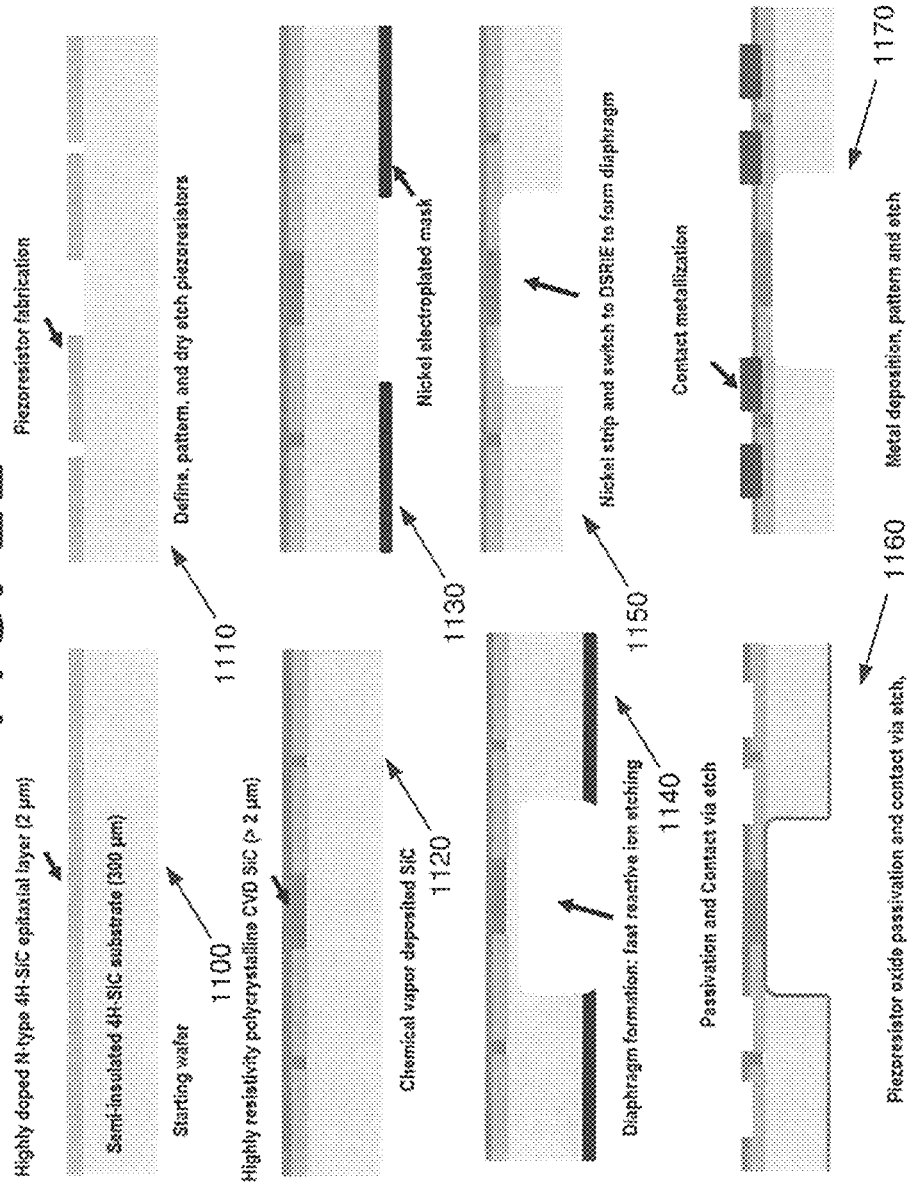 Highly doped N-type 4H-SiC epitaxial layer (2 µm)
Semi-insulated 4H-SiC substrate (300 µm)
Starting wafer
1100
Piezoresistor fabrication
Define, pattern, and dry etch piezoresistors
1110
Highly resistivity polycrystalline CVD SiC (> 2 µm)
Chemical vapor deposited SiC
1120
Nickel electroplated mask
1130
Diaphragm formation: fast reactive ion etching
1140
Nickel strip and switch to DSRIE to form diaphragm
1150
Passivation and Contact via etch
Piezoresistor oxide passivation and contact via etch,
1160
Contact metallization
Metal deposition, pattern and etch
1170